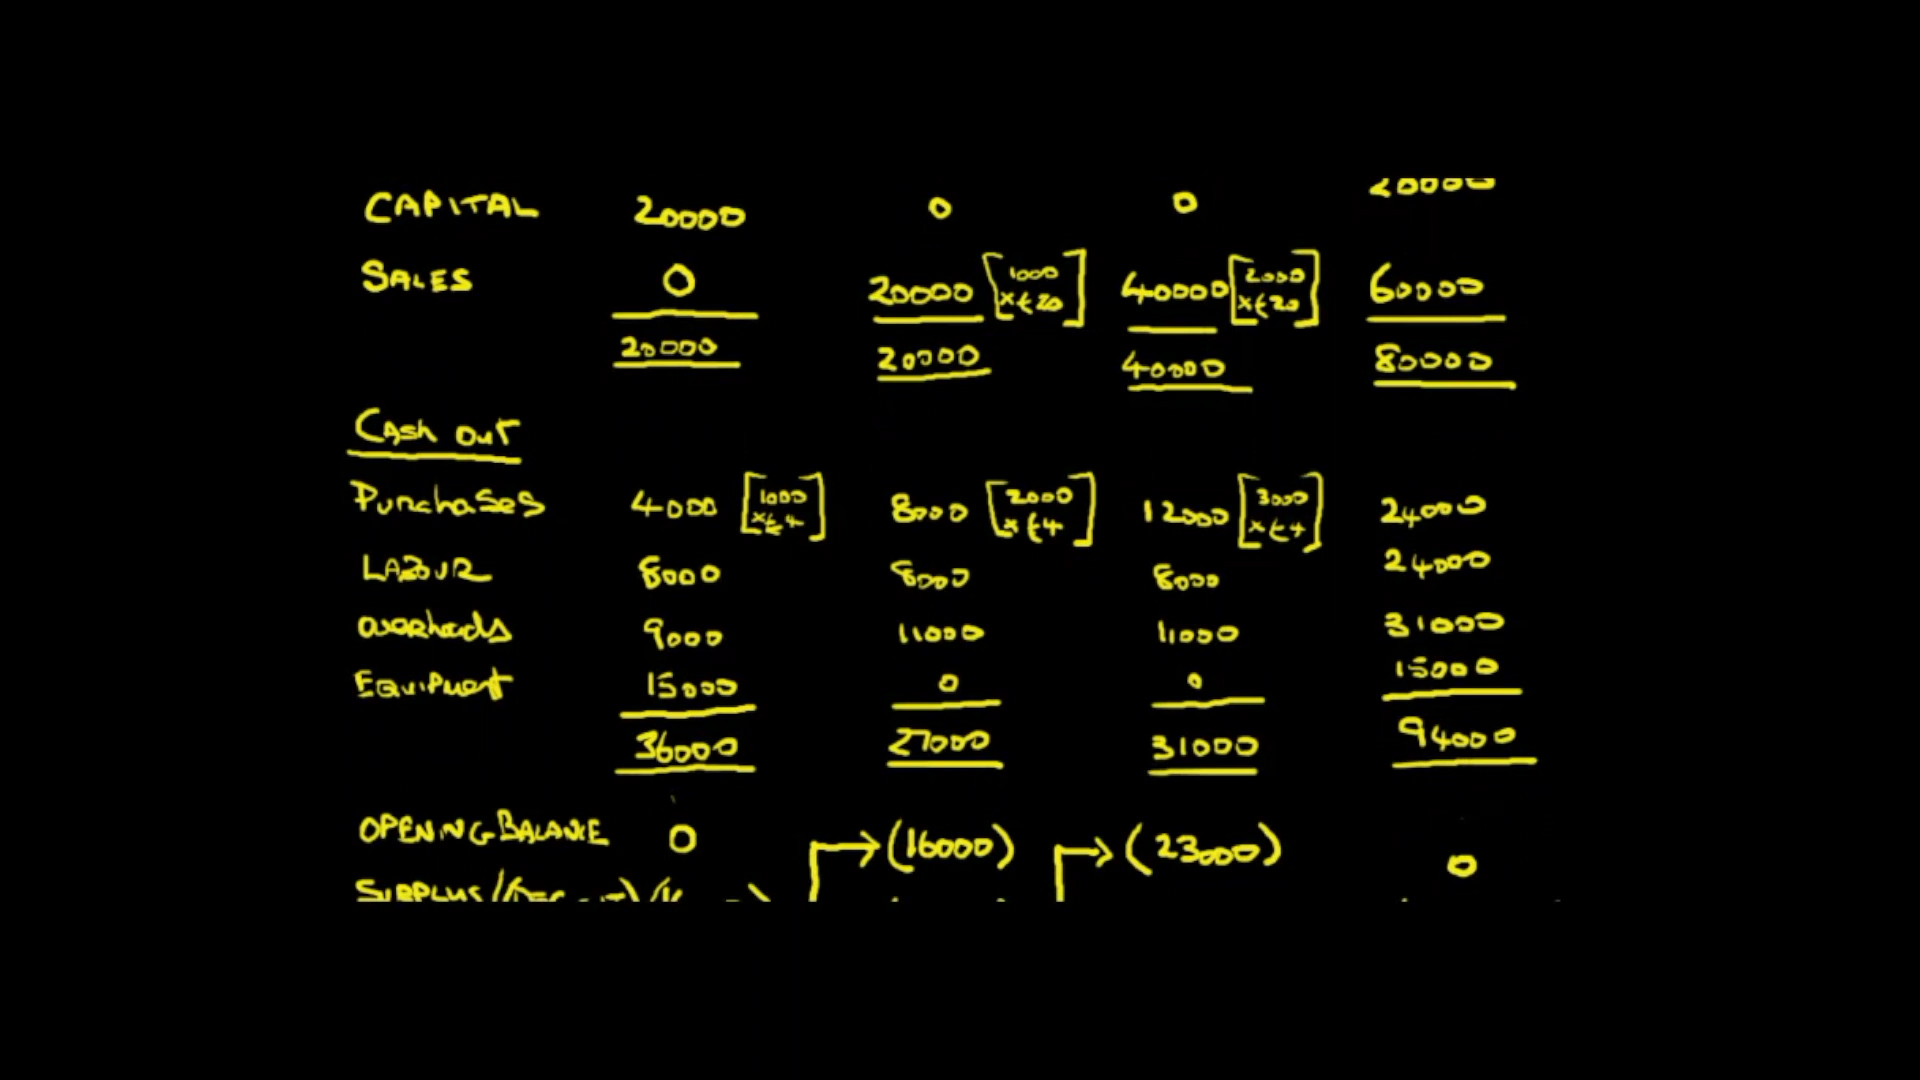 20000
CAPITAL 20000 0 0
SALES 0 20000 [1000 x £20] 40000 [2000 x £20] 60000
20000 20000 40000 80000
Cash out
Purchases 4000 [1000 x £4] 8000 [2000 x £4] 12000 [3000 x £4] 24000
LABOUR 8000 8000 8000 24000
overheads 9000 11000 11000 31000
Equipment 15000 0 0 15000
36000 27000 31000 94000
OPENING BALANCE 0 (16000) (23000) 0
SURPLUS/